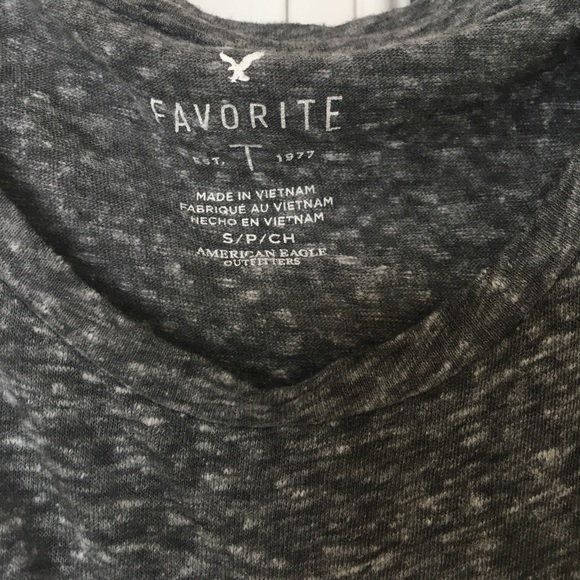 FAVORITE
EST. T 1977
MADE IN VIETNAM
FABRIQUÉ AU VIETNAM
HECHO EN VIETNAM
S/P/CH
AMERICAN EAGLE
OUTFITTERS